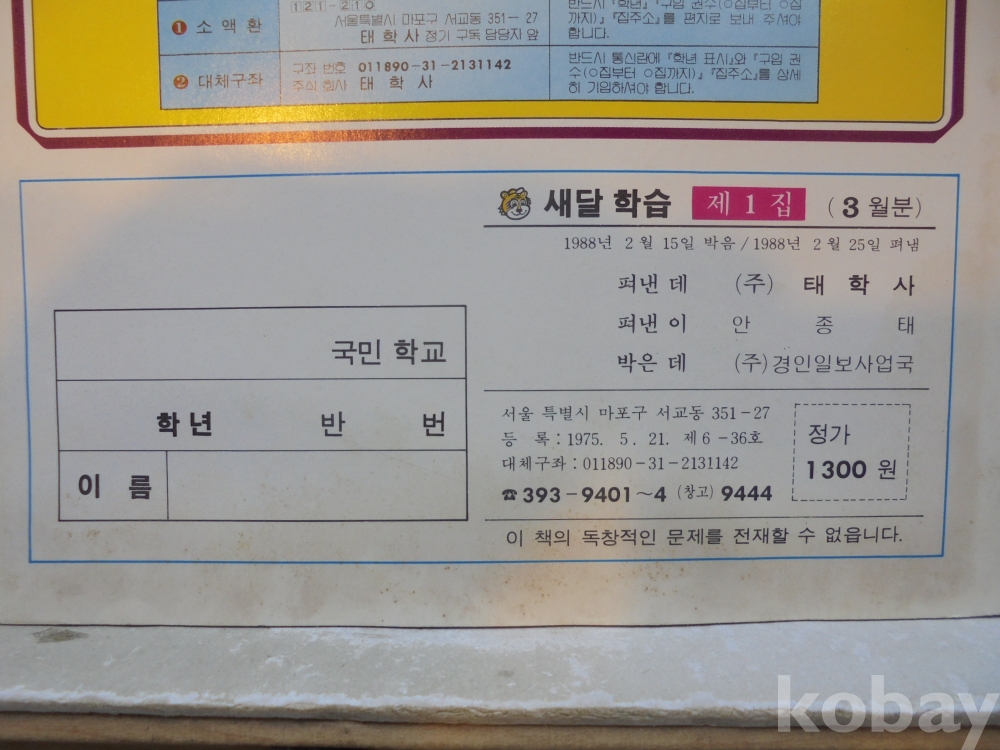 121-210
❶ 소 액 환
서울특별시 마포구 서교동 351-27
태 학 사 정기 구독 담당자 앞
반드시 『학년』 『구입 권수(○집부터 ○집
까지)』 『집주소』를 편지로 보내 주셔야
합니다.
❷ 대체구좌
구좌 번호 011890-31-2131142
주식 회사 태 학 사
반드시 통신란에 『학년 표시』와 『구입 권
수(○집부터 ○집까지)』 『집주소』를 상세
히 기입하셔야 합니다.
새달 학습 제 1 집 (3 월분)
1988년 2 월 15일 박음 / 1988년 2 월 25일 펴냄
펴낸 데 (주) 태 학 사
펴낸 이 안 종 태
박은 데 (주)경인일보사업국
국민 학교
학년 반 번
이 름
서울 특별시 마포구 서교동 351-27
등 록 : 1975. 5. 21. 제 6 -36호
대체구좌 : 011890-31-2131142
☎ 393-9401~4 (창고) 9444
정가
1300 원
이 책의 독창적인 문제를 전재할 수 없읍니다.
kobay